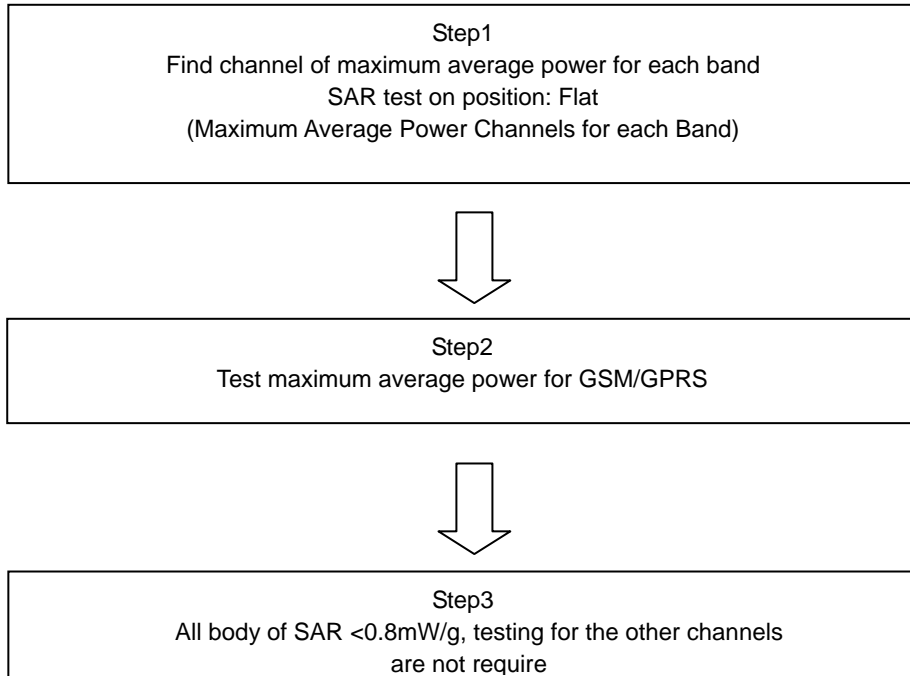 Step1
Find channel of maximum average power for each band
SAR test on position: Flat
(Maximum Average Power Channels for each Band)
Step2
Test maximum average power for GSM/GPRS
Step3
All body of SAR <0.8mW/g, testing for the other channels
are not require